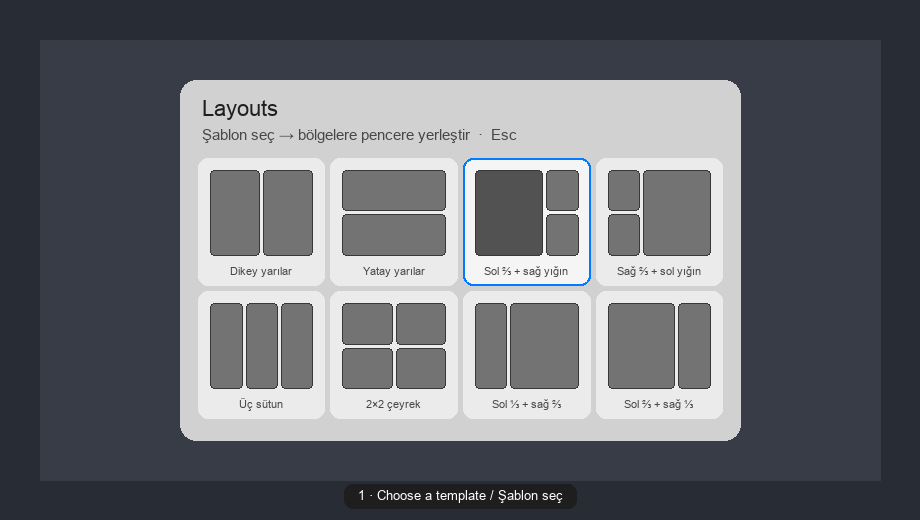 Layouts
Şablon seç → bölgelere pencere yerleştir · Esc
Dikey yarılar
Yatay yarılar
Sol ⅔ + sağ yığın
Sağ ⅔ + sol yığın
Üç sütun
2×2 çeyrek
Sol ⅓ + sağ ⅔
Sol ⅔ + sağ ⅓
1 · Choose a template / Şablon seç